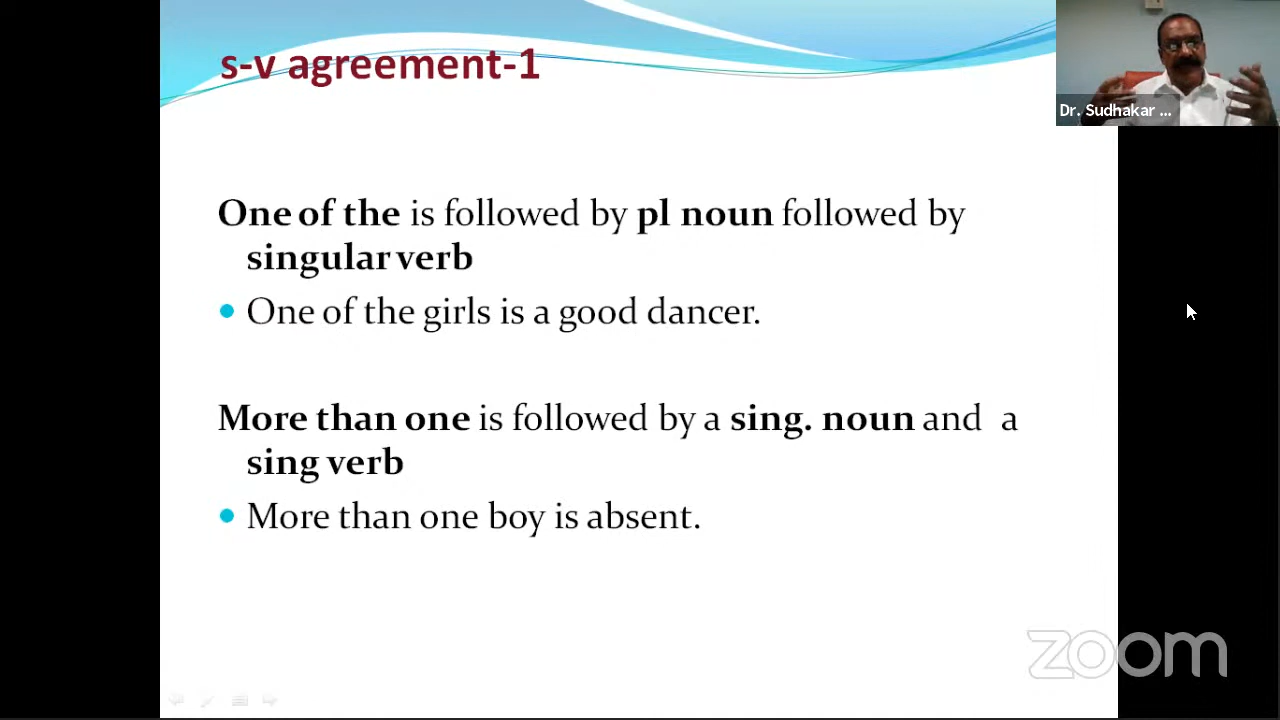 s-v agreement-1
Dr. Sudhakar ...
One of the is followed by pl noun followed by
singular verb
One of the girls is a good dancer.
More than one is followed by a sing. noun and a
sing verb
More than one boy is absent.
zoom